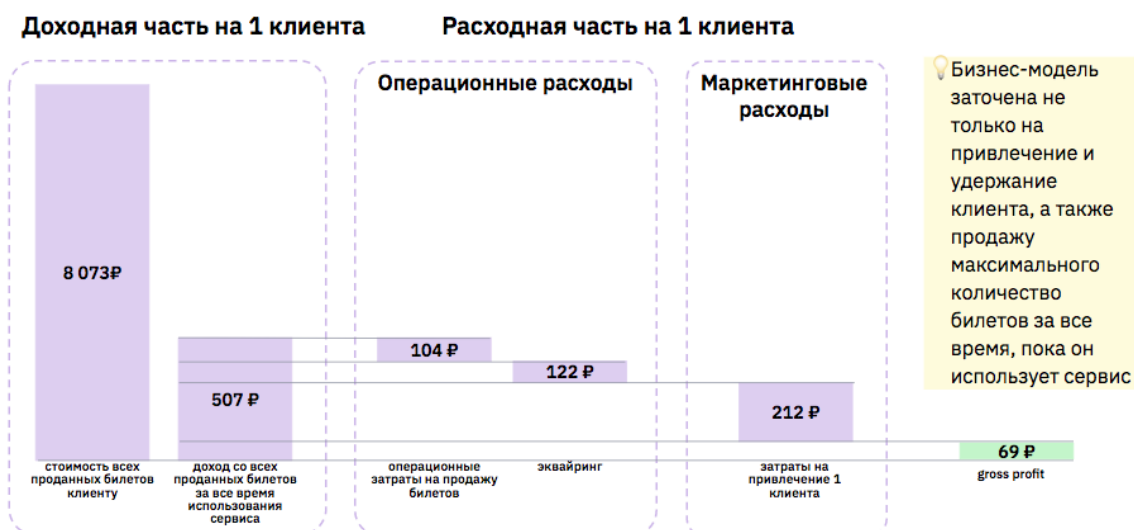 Доходная часть на 1 клиента
Расходная часть на 1 клиента
Операционные расходы
Маркетинговые
расходы
💡Бизнес-модель
заточена не
только на
привлечение и
удержание
клиента, а также
продажу
максимального
количество
билетов за все
время, пока он
использует сервис
8 073₽
507 ₽
104 ₽
122 ₽
212 ₽
69 ₽
стоимость всех
проданных билетов
клиенту
доход со всех
проданных билетов
за все время
использования
сервиса
операционные
затраты на продажу
билетов
эквайринг
затраты на
привлечение 1
клиента
gross profit